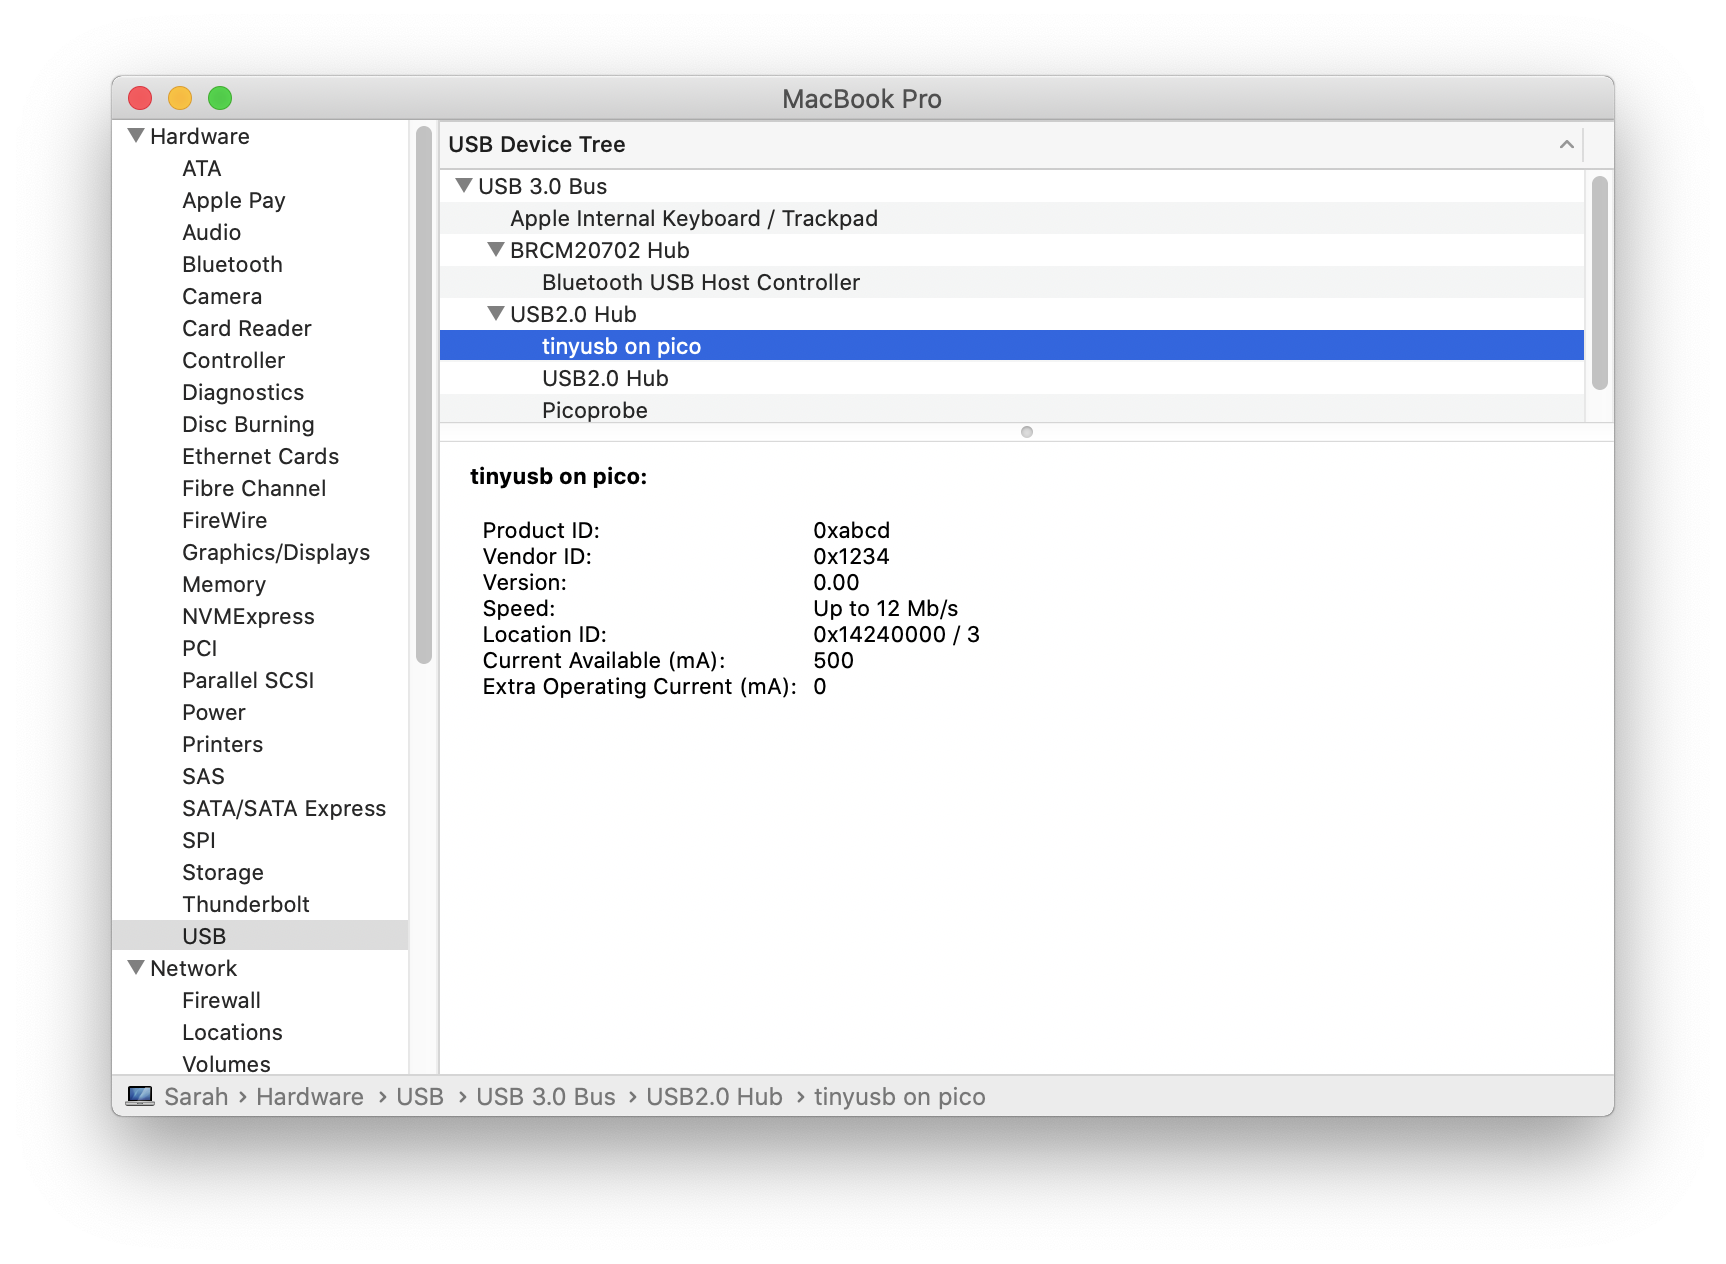 MacBook Pro
Hardware
ATA
Apple Pay
Audio
Bluetooth
Camera
Card Reader
Controller
Diagnostics
Disc Burning
Ethernet Cards
Fibre Channel
FireWire
Graphics/Displays
Memory
NVMExpress
PCI
Parallel SCSI
Power
Printers
SAS
SATA/SATA Express
SPI
Storage
Thunderbolt
USB
Network
Firewall
Locations
Volumes
USB Device Tree
USB 3.0 Bus
Apple Internal Keyboard / Trackpad
BRCM20702 Hub
Bluetooth USB Host Controller
USB2.0 Hub
tinyusb on pico
USB2.0 Hub
Picoprobe
tinyusb on pico:
Product ID: 0xabcd
Vendor ID: 0x1234
Version: 0.00
Speed: Up to 12 Mb/s
Location ID: 0x14240000 / 3
Current Available (mA): 500
Extra Operating Current (mA): 0
Sarah › Hardware › USB › USB 3.0 Bus › USB2.0 Hub › tinyusb on pico